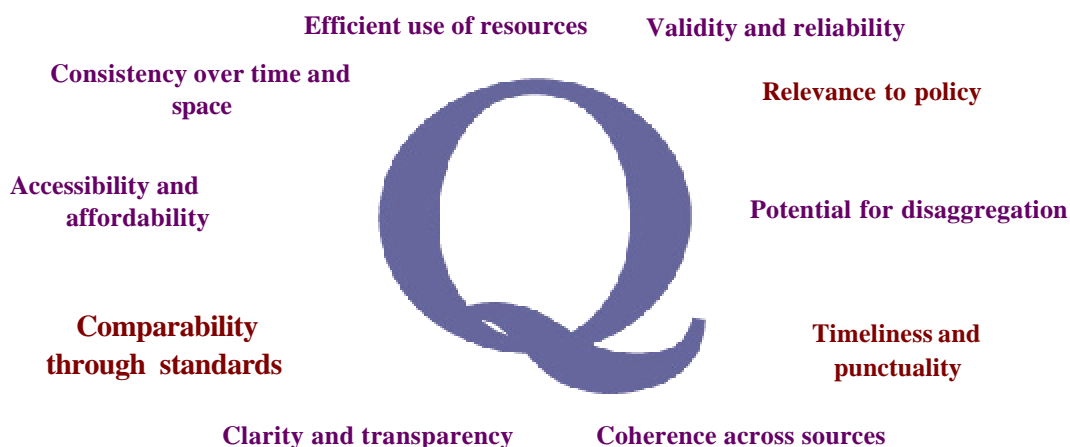 Efficient use of resources
Validity and reliability
Consistency over time and
space
Relevance to policy
Accessibility and
affordability
Potential for disaggregation
Comparability
through standards
Timeliness and
punctuality
Clarity and transparency
Coherence across sources
Q